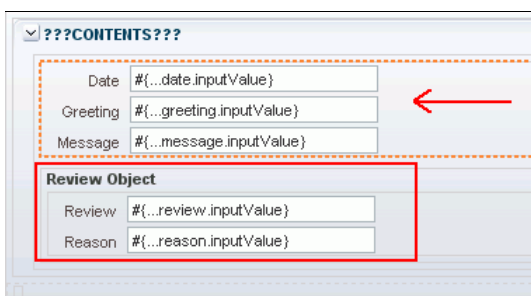 ???CONTENTS???
Date #{...date.inputValue}
Greeting #{...greeting.inputValue}
Message #{...message.inputValue}
Review Object
Review #{...review.inputValue}
Reason #{...reason.inputValue}